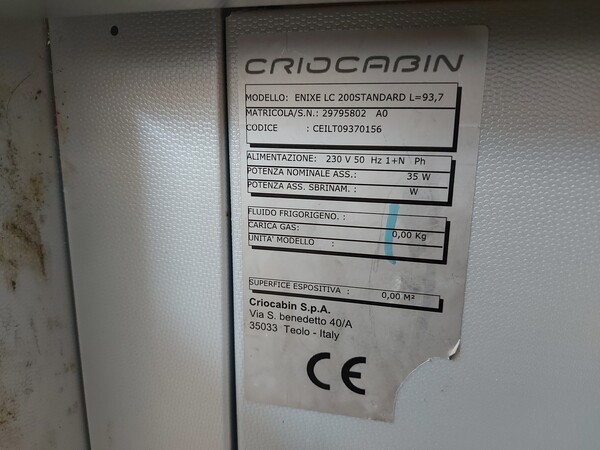 CRIOCABIN
MODELLO: ENIXE LC 200STANDARD L=93,7
MATRICOLA/S.N.: 29795802 A0
CODICE : CEILT09370156
ALIMENTAZIONE: 230 V 50 Hz 1+N Ph
POTENZA NOMINALE ASS.: 35 W
POTENZA ASS. SBRINAM. : W
FLUIDO FRIGORIGENO. :
CARICA GAS: 0,00 Kg
UNITA' MODELLO :
SUPERFICE ESPOSITIVA : 0,00 M²
Criocabin S.p.A.
Via S. benedetto 40/A
35033 Teolo - Italy
CE